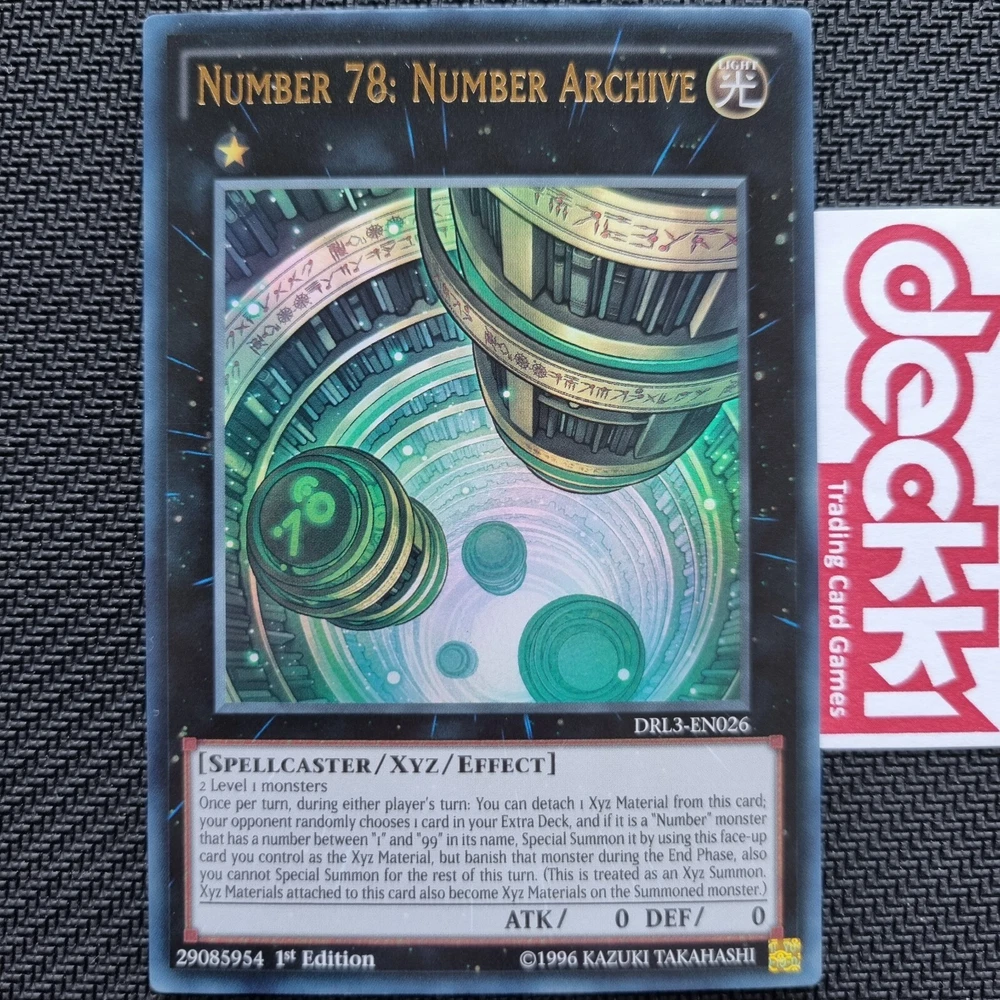 NUMBER 78: NUMBER ARCHIVE
LIGHT
光
78
DRL3-EN026
[SPELLCASTER/XYZ/EFFECT]
2 Level 1 monsters
Once per turn, during either player's turn: You can detach 1 Xyz Material from this card;
your opponent randomly chooses 1 card in your Extra Deck, and if it is a "Number" monster
that has a number between "1" and "99" in its name, Special Summon it by using this face-up
card you control as the Xyz Material, but banish that monster during the End Phase, also
you cannot Special Summon for the rest of this turn. (This is treated as an Xyz Summon.
Xyz Materials attached to this card also become Xyz Materials on the Summoned monster.)
ATK/ 0 DEF/ 0
29085954 1st Edition
©1996 KAZUKI TAKAHASHI
deckki
Trading Card Games